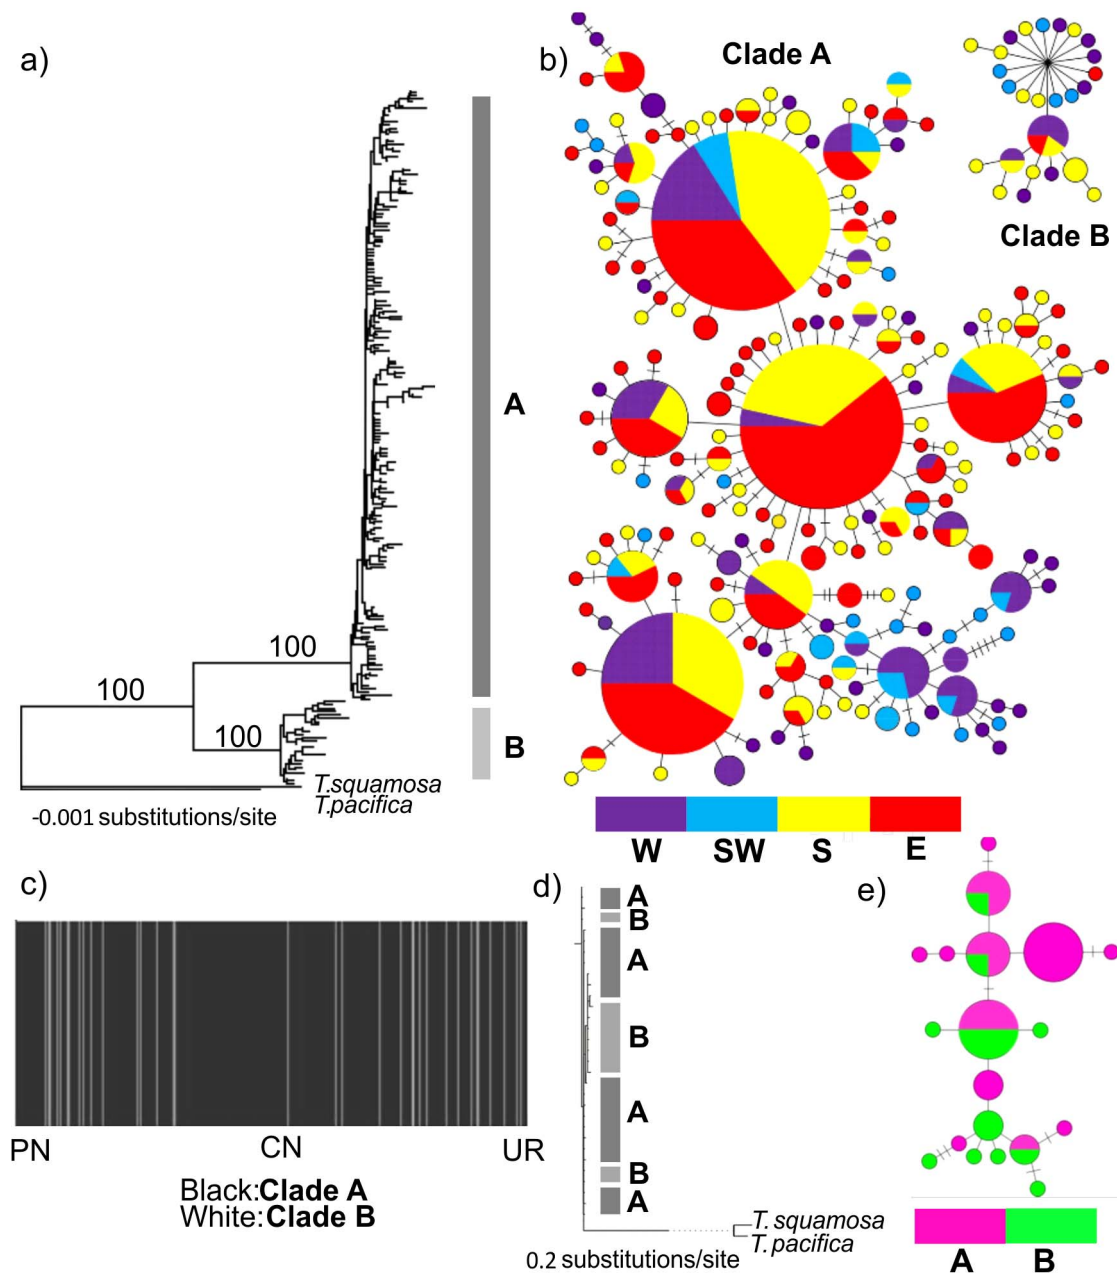 a)
b)
Clade A
Clade B
A
100
100
100
B
T.squamosa
T.pacifica
-0.001 substitutions/site
W
SW
S
E
c)
PN
CN
UR
Black:Clade A
White:Clade B
d)
A
B
A
B
A
B
A
T. squamosa
T. pacifica
0.2 substitutions/site
e)
A
B